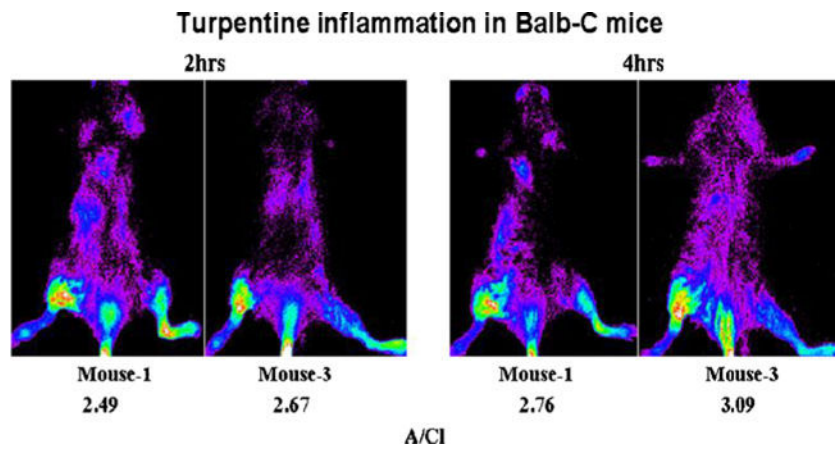 Turpentine inflammation in Balb-C mice
2hrs 4hrs
Mouse-1 Mouse-3 Mouse-1 Mouse-3
2.49 2.67 2.76 3.09
A/Cl